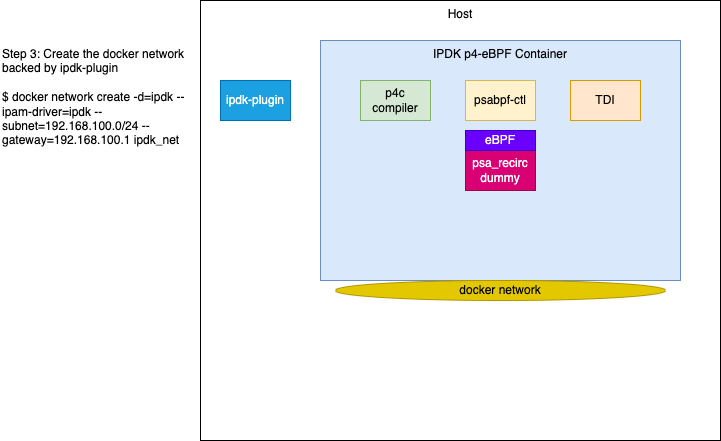 Host
Step 3: Create the docker network
backed by ipdk-plugin
$ docker network create -d=ipdk --
ipam-driver=ipdk --
subnet=192.168.100.0/24 --
gateway=192.168.100.1 ipdk_net
IPDK p4-eBPF Container
ipdk-plugin
p4c
compiler
psabpf-ctl
TDI
eBPF
psa_recirc
dummy
docker network